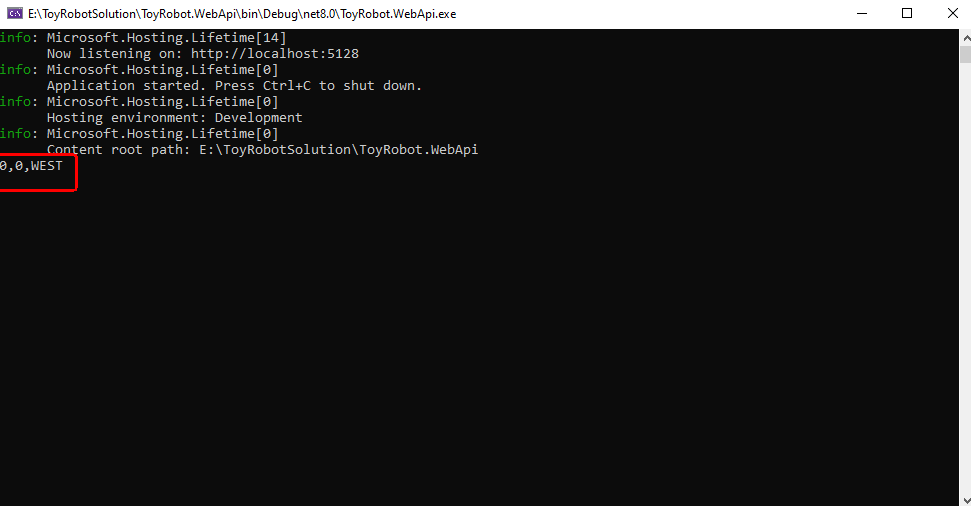 E:\ToyRobotSolution\ToyRobot.WebApi\bin\Debug\net8.0\ToyRobot.WebApi.exe
info: Microsoft.Hosting.Lifetime[14]
Now listening on: http://localhost:5128
info: Microsoft.Hosting.Lifetime[0]
Application started. Press Ctrl+C to shut down.
info: Microsoft.Hosting.Lifetime[0]
Hosting environment: Development
info: Microsoft.Hosting.Lifetime[0]
Content root path: E:\ToyRobotSolution\ToyRobot.WebApi
0,0,WEST